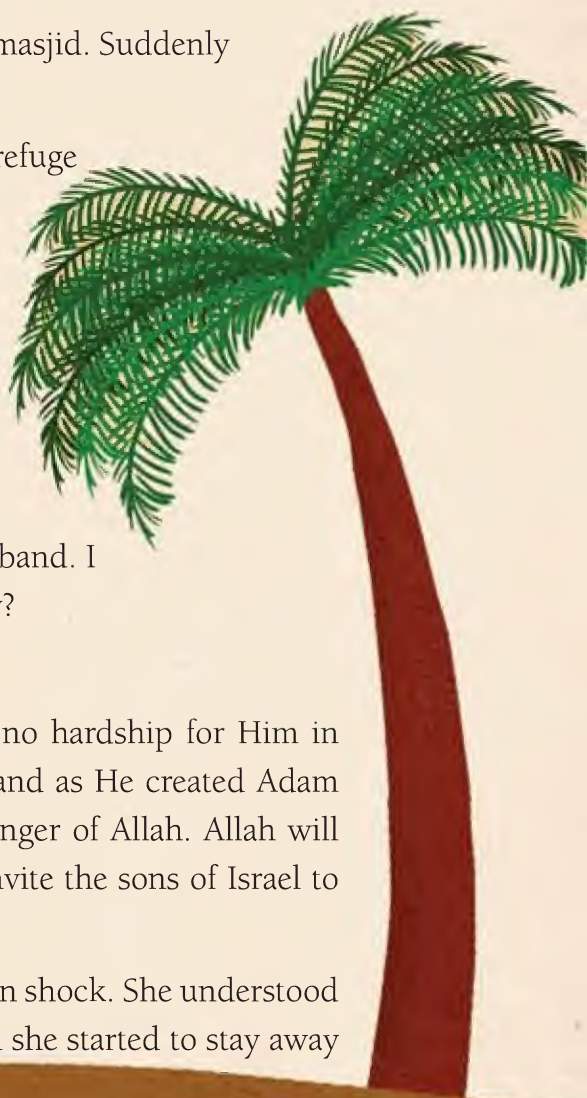 masjid. Suddenly
refuge
band. I
?
no hardship for Him in
and as He created Adam
nger of Allah. Allah will
nvite the sons of Israel to
n shock. She understood
she started to stay away